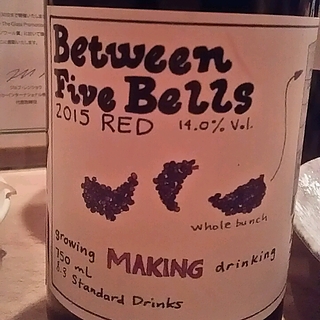 Between
Five Bells
2015 RED 14.0% Vol.
whole bunch
growing MAKING drinking
750 mL
8.3 Standard Drinks